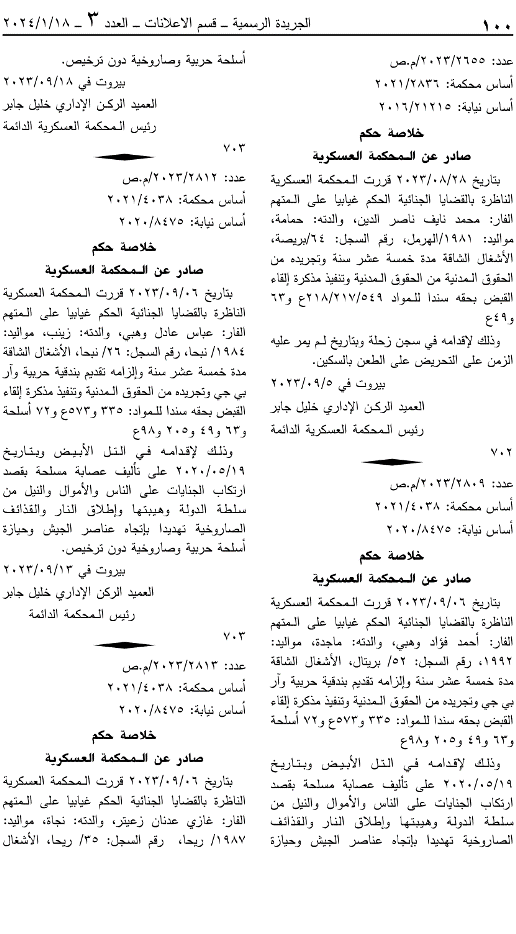 ١٠٠
الجريدة الرسمية ــ قسم الاعلانات ــ العدد ٣ ــ ٢٠٢٤/١/١٨
عدد: ٢٠٢٣/٢٦٥٥/م.ص
أساس محكمة: ٢٠٢١/٢٨٣٦
أساس نيابة: ٢٠١٦/٢١٢١٥
خلاصة حكم
صادر عن المحكمة العسكرية
بتاريخ ٢٠٢٣/٠٨/٢٨ قررت المحكمة العسكرية
الناظرة بالقضايا الجنائية الحكم غيابيا على المتهم
الفار: محمد نايف ناصر الدين، والدته: حمامة،
مواليد: ١٩٨١/الهرمل، رقم السجل: ٦٤/بريصة،
الأشغال الشاقة مدة خمسة عشر سنة وتجريده من
الحقوق المدنية من الحقوق المدنية وتنفيذ مذكرة إلقاء
القبض بحقه سندا للمواد ٢١٨/٢١٧/٥٤٩ع و٦٣
و٤٩ع
وذلك لإقدامه في سجن زحلة وبتاريخ لم يمر عليه
الزمن على التحريض على الطعن بالسكين.
بيروت في ٢٠٢٣/٠٩/٥
العميد الركن الإداري خليل جابر
رئيس المحكمة العسكرية الدائمة
٧٠٢
عدد: ٢٠٢٣/٢٨٠٩/م.ص
أساس محكمة: ٢٠٢١/٤٠٣٨
أساس نيابة: ٢٠٢٠/٨٤٧٥
خلاصة حكم
صادر عن المحكمة العسكرية
بتاريخ ٢٠٢٣/٠٩/٠٦ قررت المحكمة العسكرية
الناظرة بالقضايا الجنائية الحكم غيابيا على المتهم
الفار: أحمد فؤاد وهبي، والدته: ماجدة، مواليد:
١٩٩٢، رقم السجل: ٥٢/ بريتال، الأشغال الشاقة
مدة خمسة عشر سنة وإلزامه تقديم بندقية حربية وآر
بي جي وتجريده من الحقوق المدنية وتنفيذ مذكرة إلقاء
القبض بحقه سندا للمواد: ٣٣٥ و٥٧٣ع و٧٢ أسلحة
و٦٣ و٤٩ و٢٠٥ و٩٨ع
وذلك لإقدامه في التل الأبيض وبتاريخ
٢٠٢٠/٠٥/١٩ على تأليف عصابة مسلحة بقصد
ارتكاب الجنايات على الناس والأموال والنيل من
سلطة الدولة وهيبتها وإطلاق النار والقذائف
الصاروخية تهديدا بإتجاه عناصر الجيش وحيازة
أسلحة حربية وصاروخية دون ترخيص.
بيروت في ٢٠٢٣/٠٩/١٨
العميد الركن الإداري خليل جابر
رئيس المحكمة العسكرية الدائمة
٧٠٣
عدد: ٢٠٢٣/٢٨١٢/م.ص
أساس محكمة: ٢٠٢١/٤٠٣٨
أساس نيابة: ٢٠٢٠/٨٤٧٥
خلاصة حكم
صادر عن المحكمة العسكرية
بتاريخ ٢٠٢٣/٠٩/٠٦ قررت المحكمة العسكرية
الناظرة بالقضايا الجنائية الحكم غيابيا على المتهم
الفار: عباس عادل وهبي، والدته: زينب، مواليد:
١٩٨٤/ نبحا، رقم السجل: ٢٦/ نبحا، الأشغال الشاقة
مدة خمسة عشر سنة وإلزامه تقديم بندقية حربية وآر
بي جي وتجريده من الحقوق المدنية وتنفيذ مذكرة إلقاء
القبض بحقه سندا للمواد: ٣٣٥ و٥٧٣ع و٧٢ أسلحة
و٦٣ و٤٩ و٢٠٥ و٩٨ع
وذلك لإقدامه في التل الأبيض وبتاريخ
٢٠٢٠/٠٥/١٩ على تأليف عصابة مسلحة بقصد
ارتكاب الجنايات على الناس والأموال والنيل من
سلطة الدولة وهيبتها وإطلاق النار والقذائف
الصاروخية تهديدا بإتجاه عناصر الجيش وحيازة
أسلحة حربية وصاروخية دون ترخيص.
بيروت في ٢٠٢٣/٠٩/١٣
العميد الركن الإداري خليل جابر
رئيس المحكمة الدائمة
٧٠٣
عدد: ٢٠٢٣/٢٨١٣/م.ص
أساس محكمة: ٢٠٢١/٤٠٣٨
أساس نيابة: ٢٠٢٠/٨٤٧٥
خلاصة حكم
صادر عن المحكمة العسكرية
بتاريخ ٢٠٢٣/٠٩/٠٦ قررت المحكمة العسكرية
الناظرة بالقضايا الجنائية الحكم غيابيا على المتهم
الفار: غازي عدنان زعيتر، والدته: نجاة، مواليد:
١٩٨٧/ ريحا، رقم السجل: ٣٥/ ريحا، الأشغال